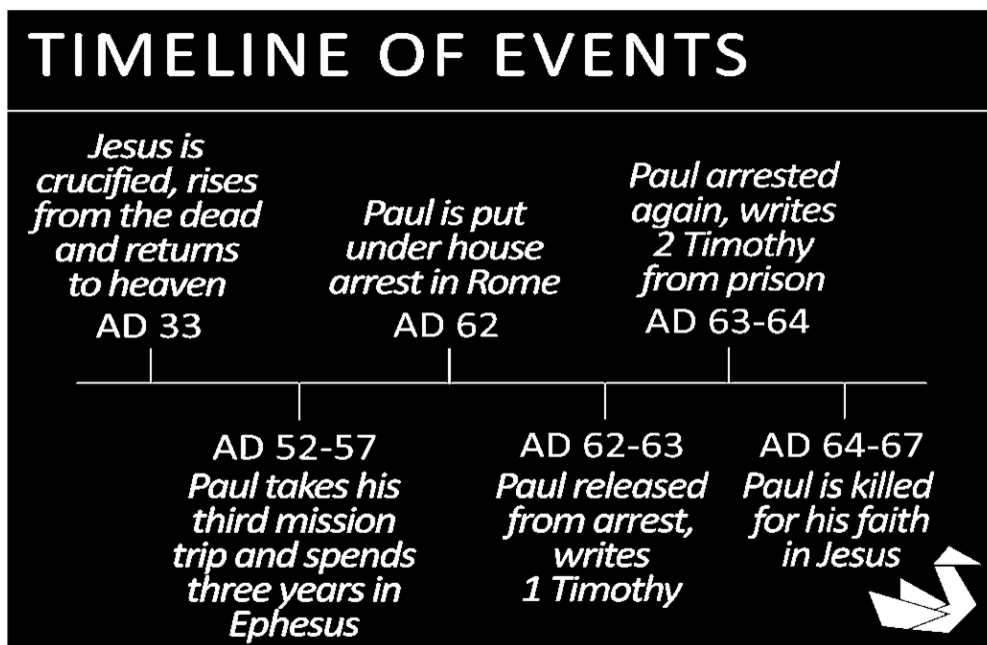 TIMELINE OF EVENTS
Jesus is
crucified, rises
from the dead
and returns
to heaven
AD 33
AD 52-57
Paul takes his
third mission
trip and spends
three years in
Ephesus
Paul is put
under house
arrest in Rome
AD 62
AD 62-63
Paul released
from arrest,
writes
1 Timothy
Paul arrested
again, writes
2 Timothy
from prison
AD 63-64
AD 64-67
Paul is killed
for his faith
in Jesus